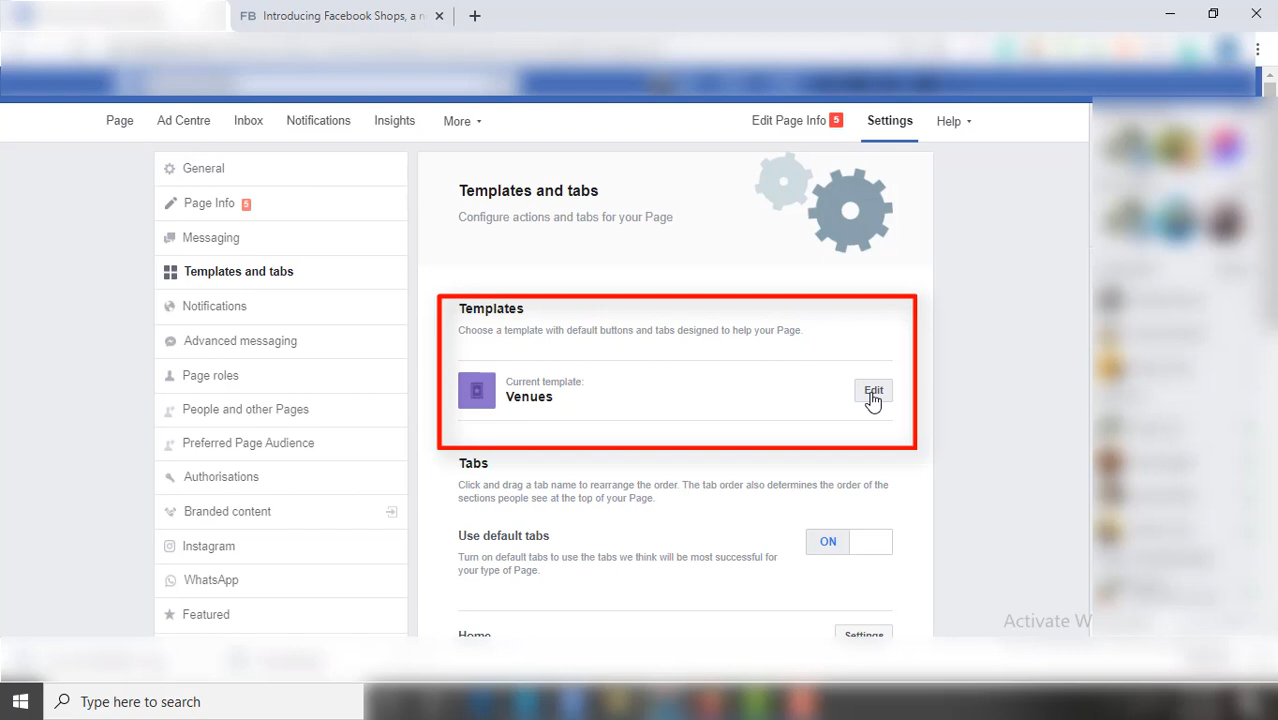 FB Introducing Facebook Shops, a n
Page Ad Centre Inbox Notifications Insights More Edit Page Info 5 Settings Help
General
Page Info 5
Messaging
Templates and tabs
Notifications
Advanced messaging
Page roles
People and other Pages
Preferred Page Audience
Authorisations
Branded content
Instagram
WhatsApp
Featured
Templates and tabs
Configure actions and tabs for your Page
Templates
Choose a template with default buttons and tabs designed to help your Page.
Current template:
Venues
Edit
Tabs
Click and drag a tab name to rearrange the order. The tab order also determines the order of the
sections people see at the top of your Page.
Use default tabs
ON
Turn on default tabs to use the tabs we think will be most successful for
your type of Page.
Home
Settings
Activate W
Type here to search